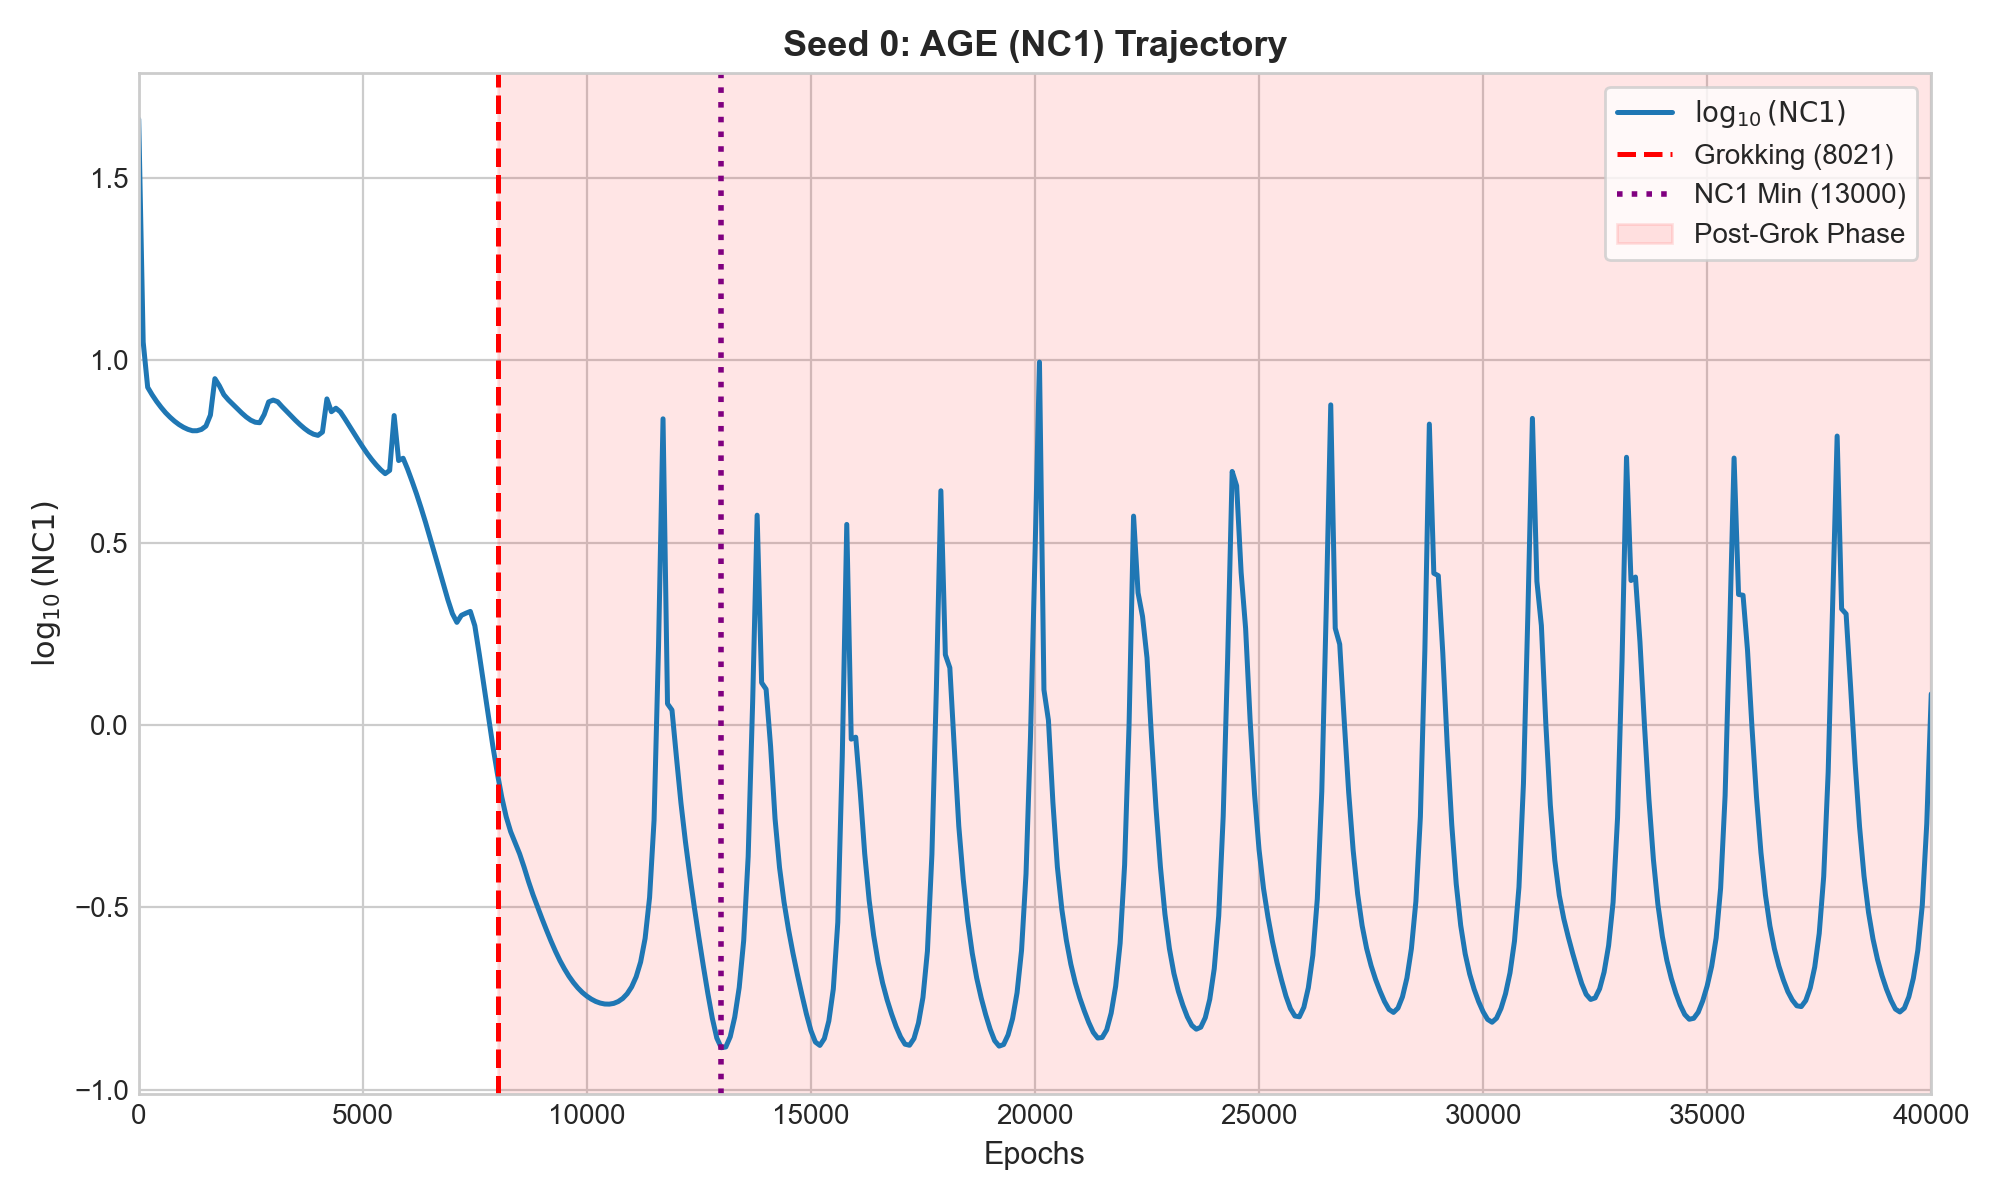 Seed 0: AGE (NC1) Trajectory
log₁₀ (NC1)
Grokking (8021)
NC1 Min (13000)
Post-Grok Phase
1.5
1.0
0.5
0.0
−0.5
−1.0
log₁₀ (NC1)
0 5000 10000 15000 20000 25000 30000 35000 40000
Epochs